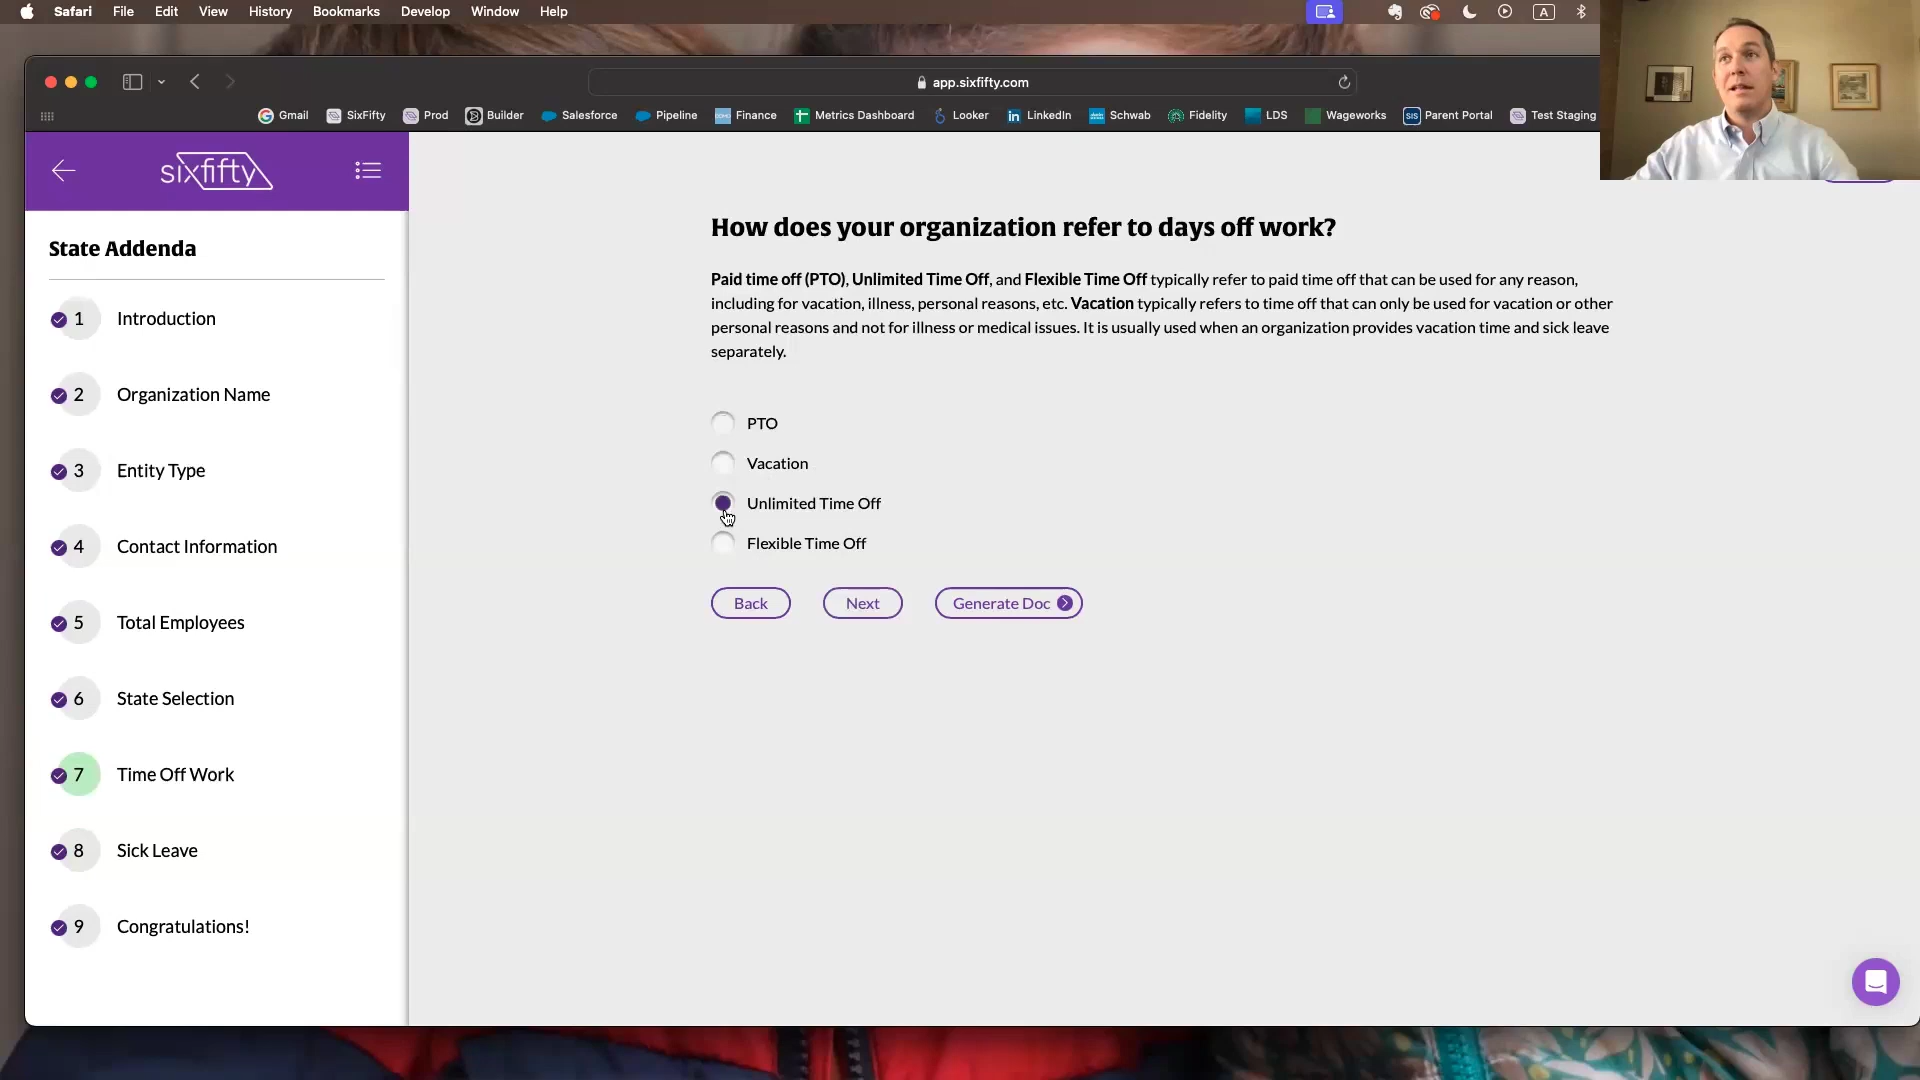 Safari File Edit View History Bookmarks Develop Window Help
A
app.sixfifty.com
Gmail SixFifty Prod Builder Salesforce Pipeline Finance Metrics Dashboard Looker LinkedIn Schwab Fidelity LDS Wageworks Parent Portal Test Staging
sixfifty
State Addenda
1 Introduction
2 Organization Name
3 Entity Type
4 Contact Information
5 Total Employees
6 State Selection
7 Time Off Work
8 Sick Leave
9 Congratulations!
How does your organization refer to days off work?
Paid time off (PTO), Unlimited Time Off, and Flexible Time Off typically refer to paid time off that can be used for any reason,
including for vacation, illness, personal reasons, etc. Vacation typically refers to time off that can only be used for vacation or other
personal reasons and not for illness or medical issues. It is usually used when an organization provides vacation time and sick leave
separately.
PTO
Vacation
Unlimited Time Off
Flexible Time Off
Back Next Generate Doc